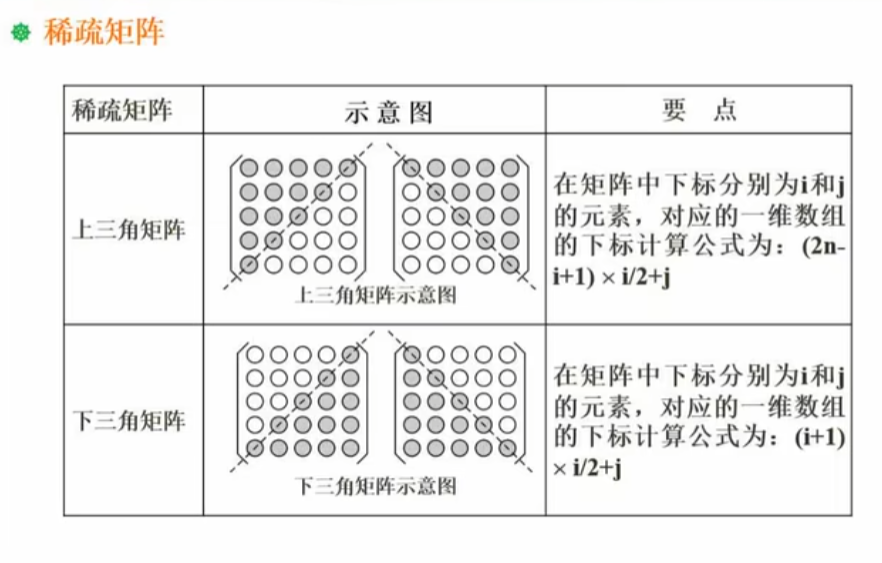 稀疏矩阵
稀疏矩阵
示意图
要 点
上三角矩阵
上三角矩阵示意图
在矩阵中下标分别为i和j
的元素，对应的一维数组
的下标计算公式为：(2n-
i+1) × i/2+j
下三角矩阵
下三角矩阵示意图
在矩阵中下标分别为i和j
的元素，对应的一维数组
的下标计算公式为：(i+1)
× i/2+j